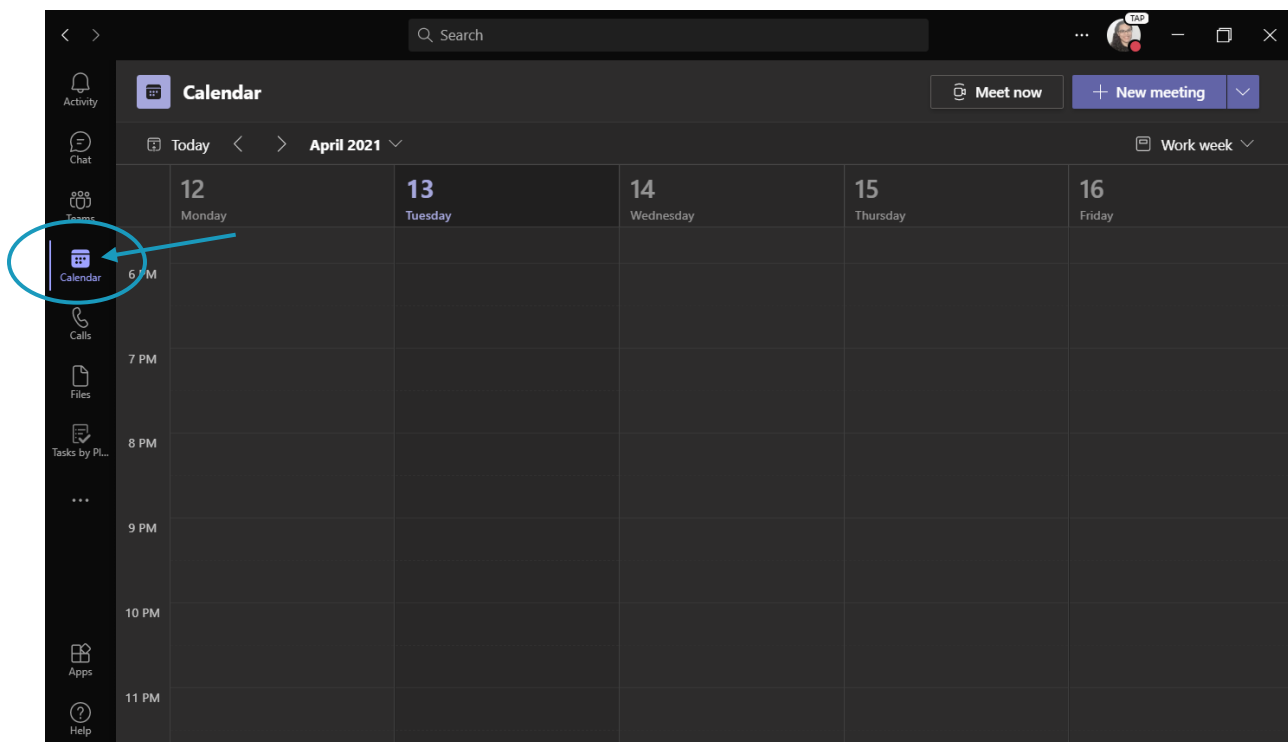 TAP
Search
Activity
Calendar
Meet now
New meeting
Chat
Today
April 2021
Work week
Teams
12
Monday
13
Tuesday
14
Wednesday
15
Thursday
16
Friday
Calendar
6 PM
Calls
7 PM
Files
8 PM
Tasks by Pl...
9 PM
10 PM
Apps
11 PM
Help